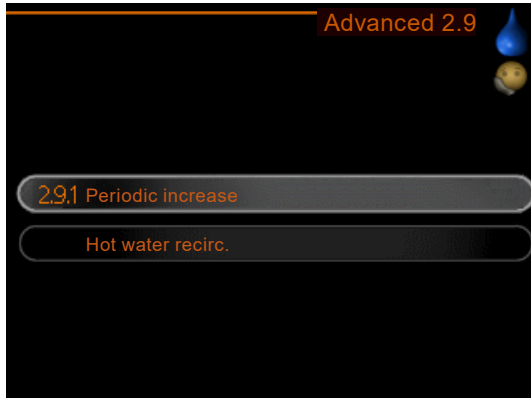 Advanced 2.9
2.9.1 Periodic increase
Hot water recirc.